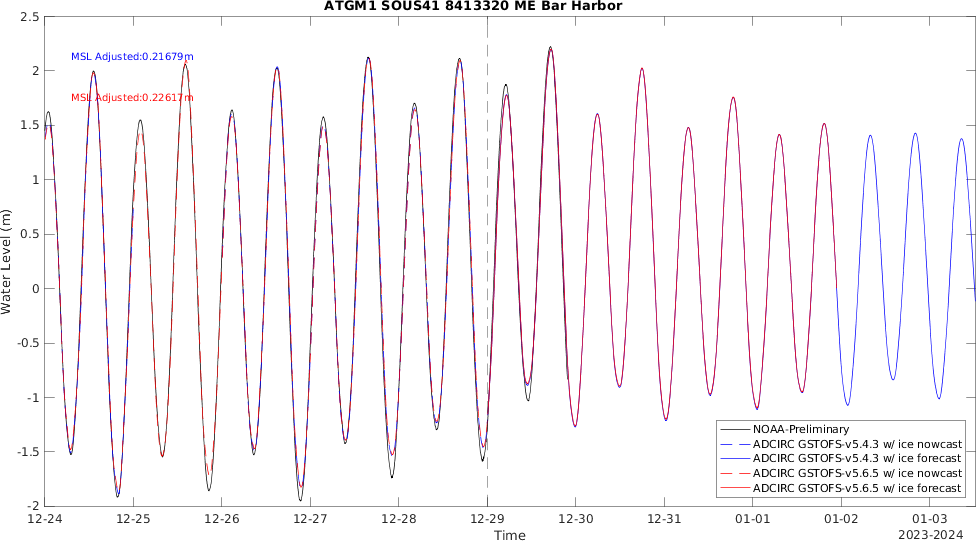 ATGM1 SOUS41 8413320 ME Bar Harbor
2.5
2
1.5
1
0.5
0
-0.5
-1
-1.5
-2
Water Level (m)
MSL Adjusted:0.21679m
MSL Adjusted:0.22617m
NOAA-Preliminary
ADCIRC GSTOFS-v5.4.3 w/ ice nowcast
ADCIRC GSTOFS-v5.4.3 w/ ice forecast
ADCIRC GSTOFS-v5.6.5 w/ ice nowcast
ADCIRC GSTOFS-v5.6.5 w/ ice forecast
12-24 12-25 12-26 12-27 12-28 12-29 12-30 12-31 01-01 01-02 01-03
Time
2023-2024